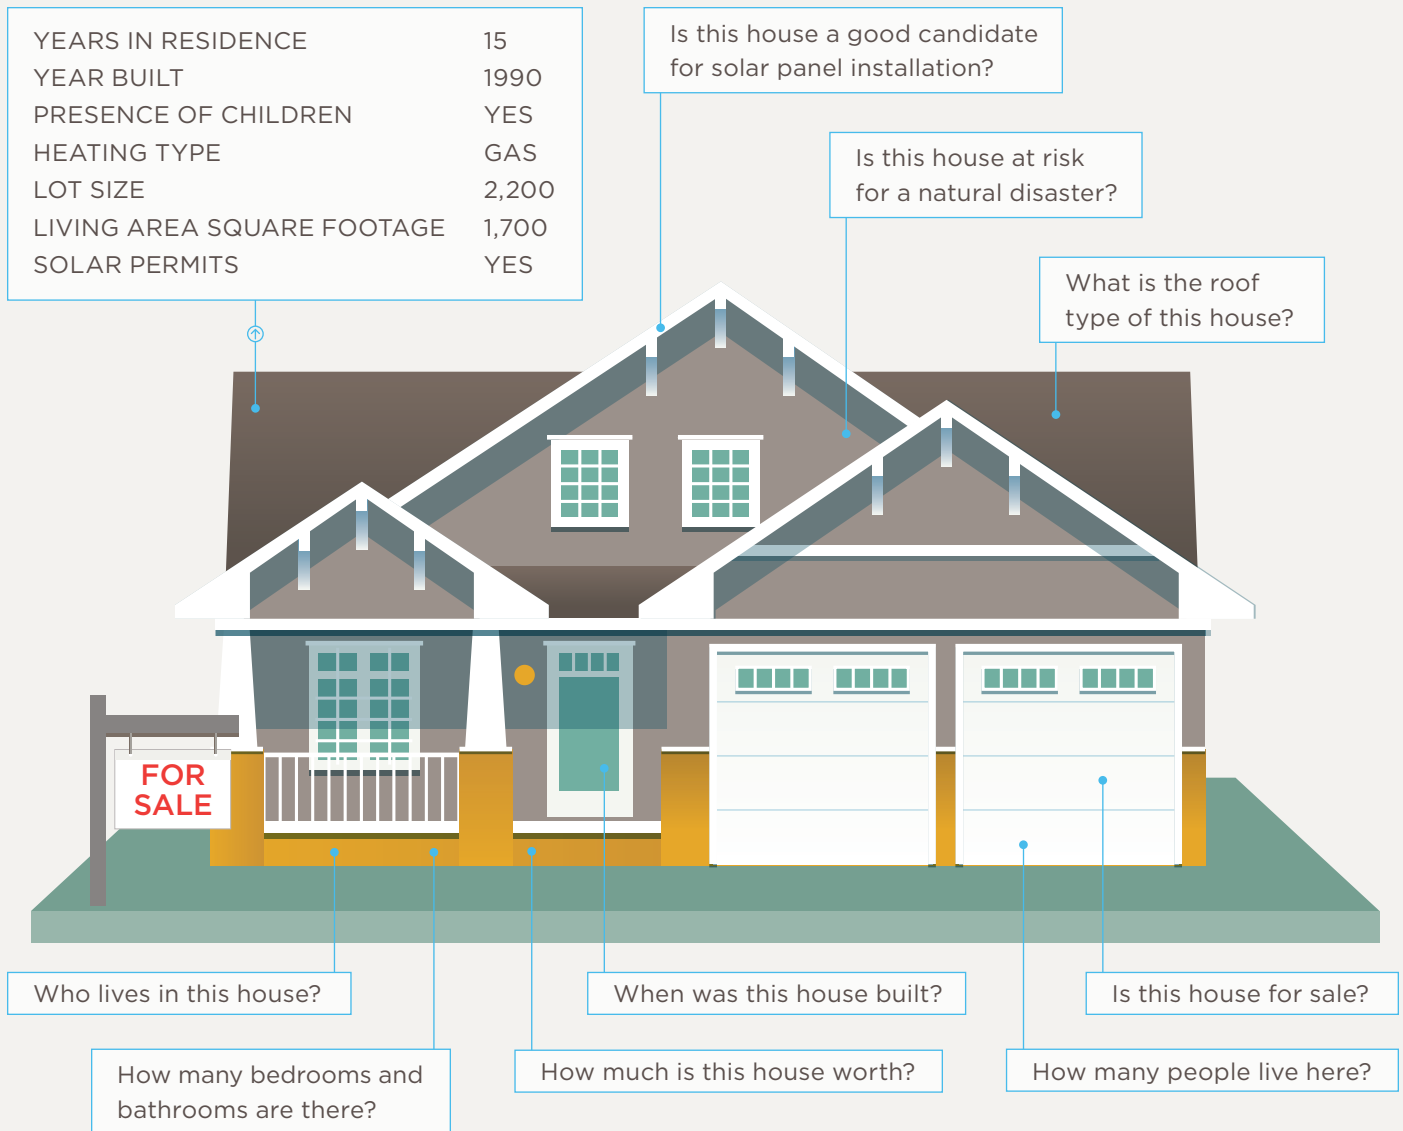 YEARS IN RESIDENCE 15
YEAR BUILT 1990
PRESENCE OF CHILDREN YES
HEATING TYPE GAS
LOT SIZE 2,200
LIVING AREA SQUARE FOOTAGE 1,700
SOLAR PERMITS YES
Is this house a good candidate
for solar panel installation?
Is this house at risk
for a natural disaster?
What is the roof
type of this house?
FOR
SALE
Who lives in this house?
When was this house built?
Is this house for sale?
How many bedrooms and
bathrooms are there?
How much is this house worth?
How many people live here?